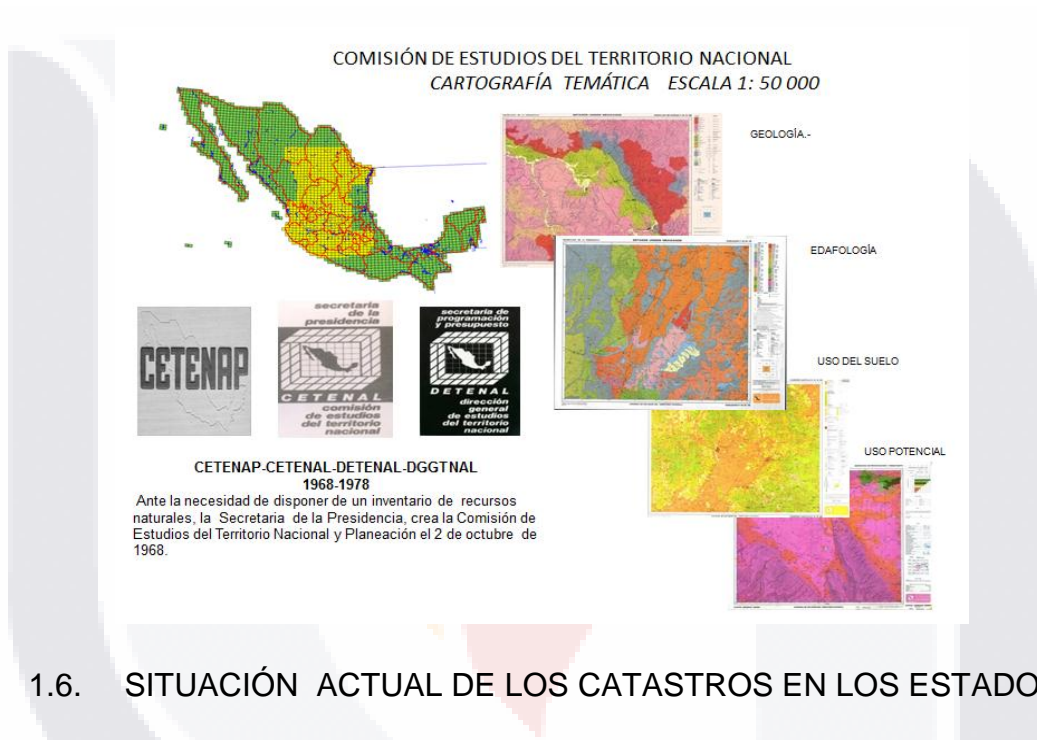 COMISIÓN DE ESTUDIOS DEL TERRITORIO NACIONAL
CARTOGRAFÍA TEMÁTICA ESCALA 1: 50 000
GEOLOGÍA.-
EDAFOLOGÍA
USO DEL SUELO
USO POTENCIAL
CETENAP
secretaria
de la
presidencia
CETENAL
comisión
de estudios
del territorio
nacional
secretaria de
programación
y presupuesto
DETENAL
dirección
general
de estudios
del territorio
nacional
CETENAP-CETENAL-DETENAL-DGGTNAL
1968-1978
Ante la necesidad de disponer de un inventario de recursos
naturales, la Secretaria de la Presidencia, crea la Comisión de
Estudios del Territorio Nacional y Planeación el 2 de octubre de
1968.
1.6. SITUACIÓN ACTUAL DE LOS CATASTROS EN LOS ESTADO